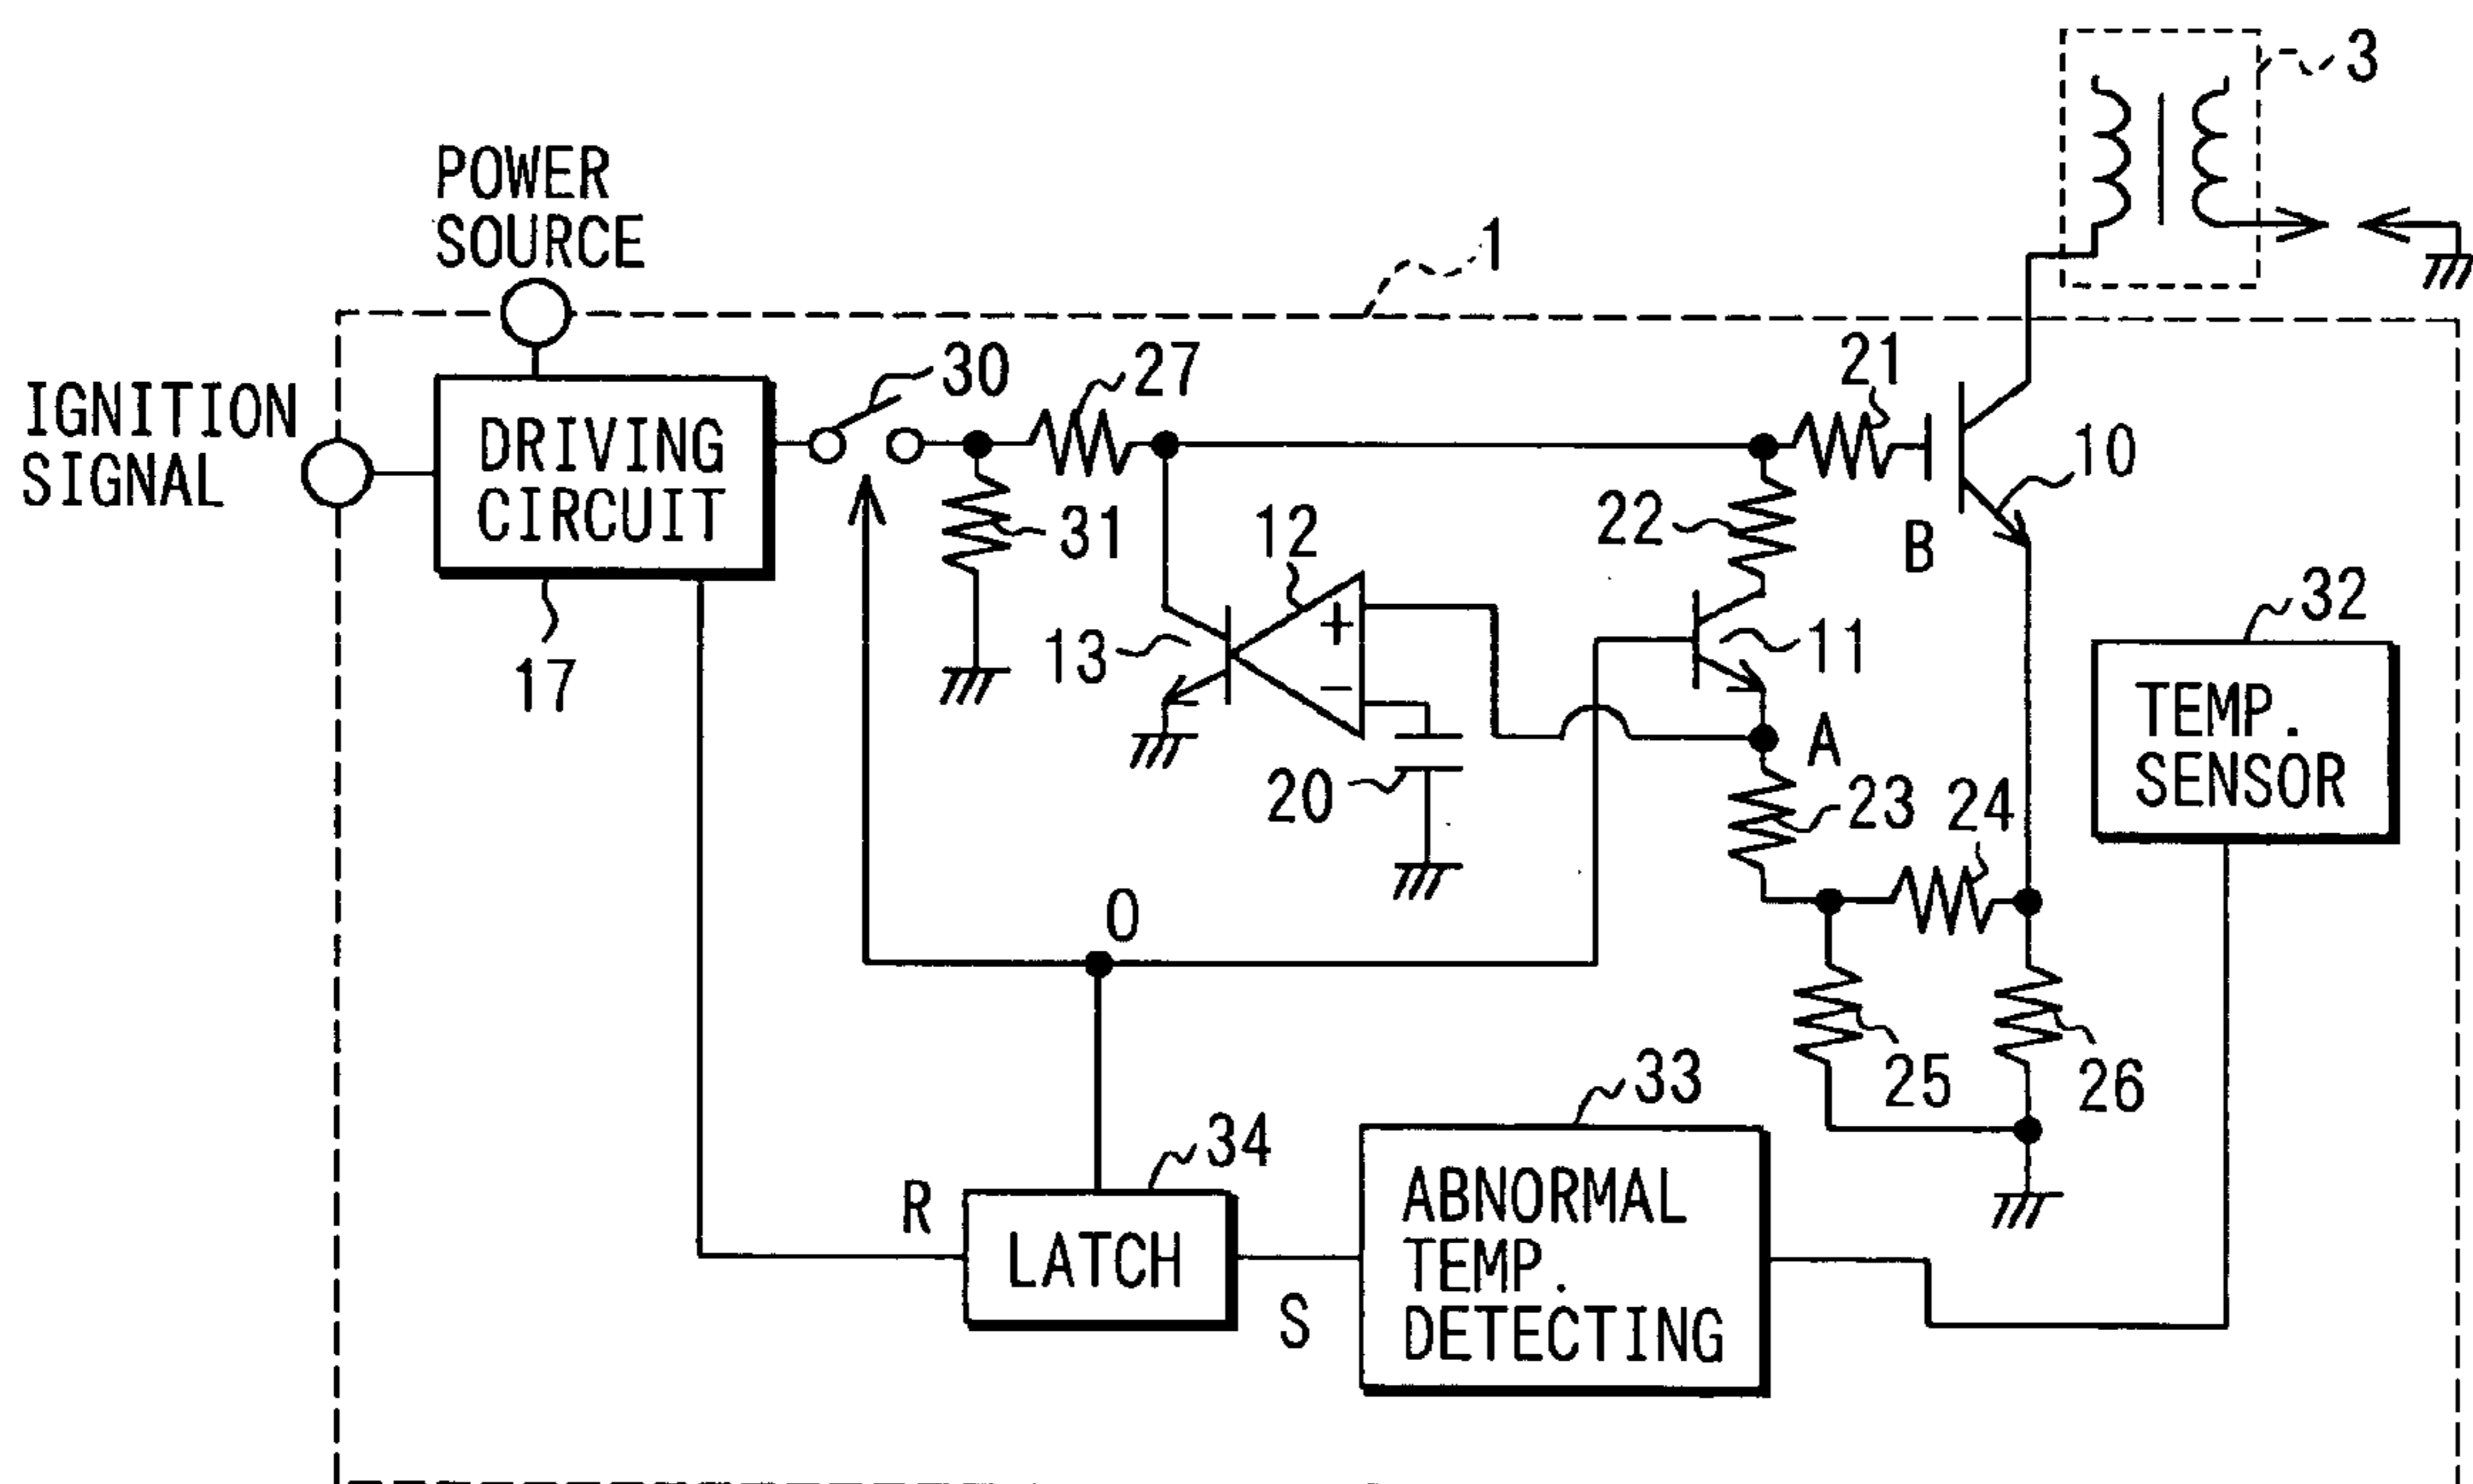 3
POWER
SOURCE
1
IGNITION
SIGNAL
DRIVING
CIRCUIT
30
27
21
10
17
31
12
+
−
13
22
11
B
A
32
TEMP.
SENSOR
20
23
24
O
25
26
33
34
R
LATCH
S
ABNORMAL
TEMP.
DETECTING